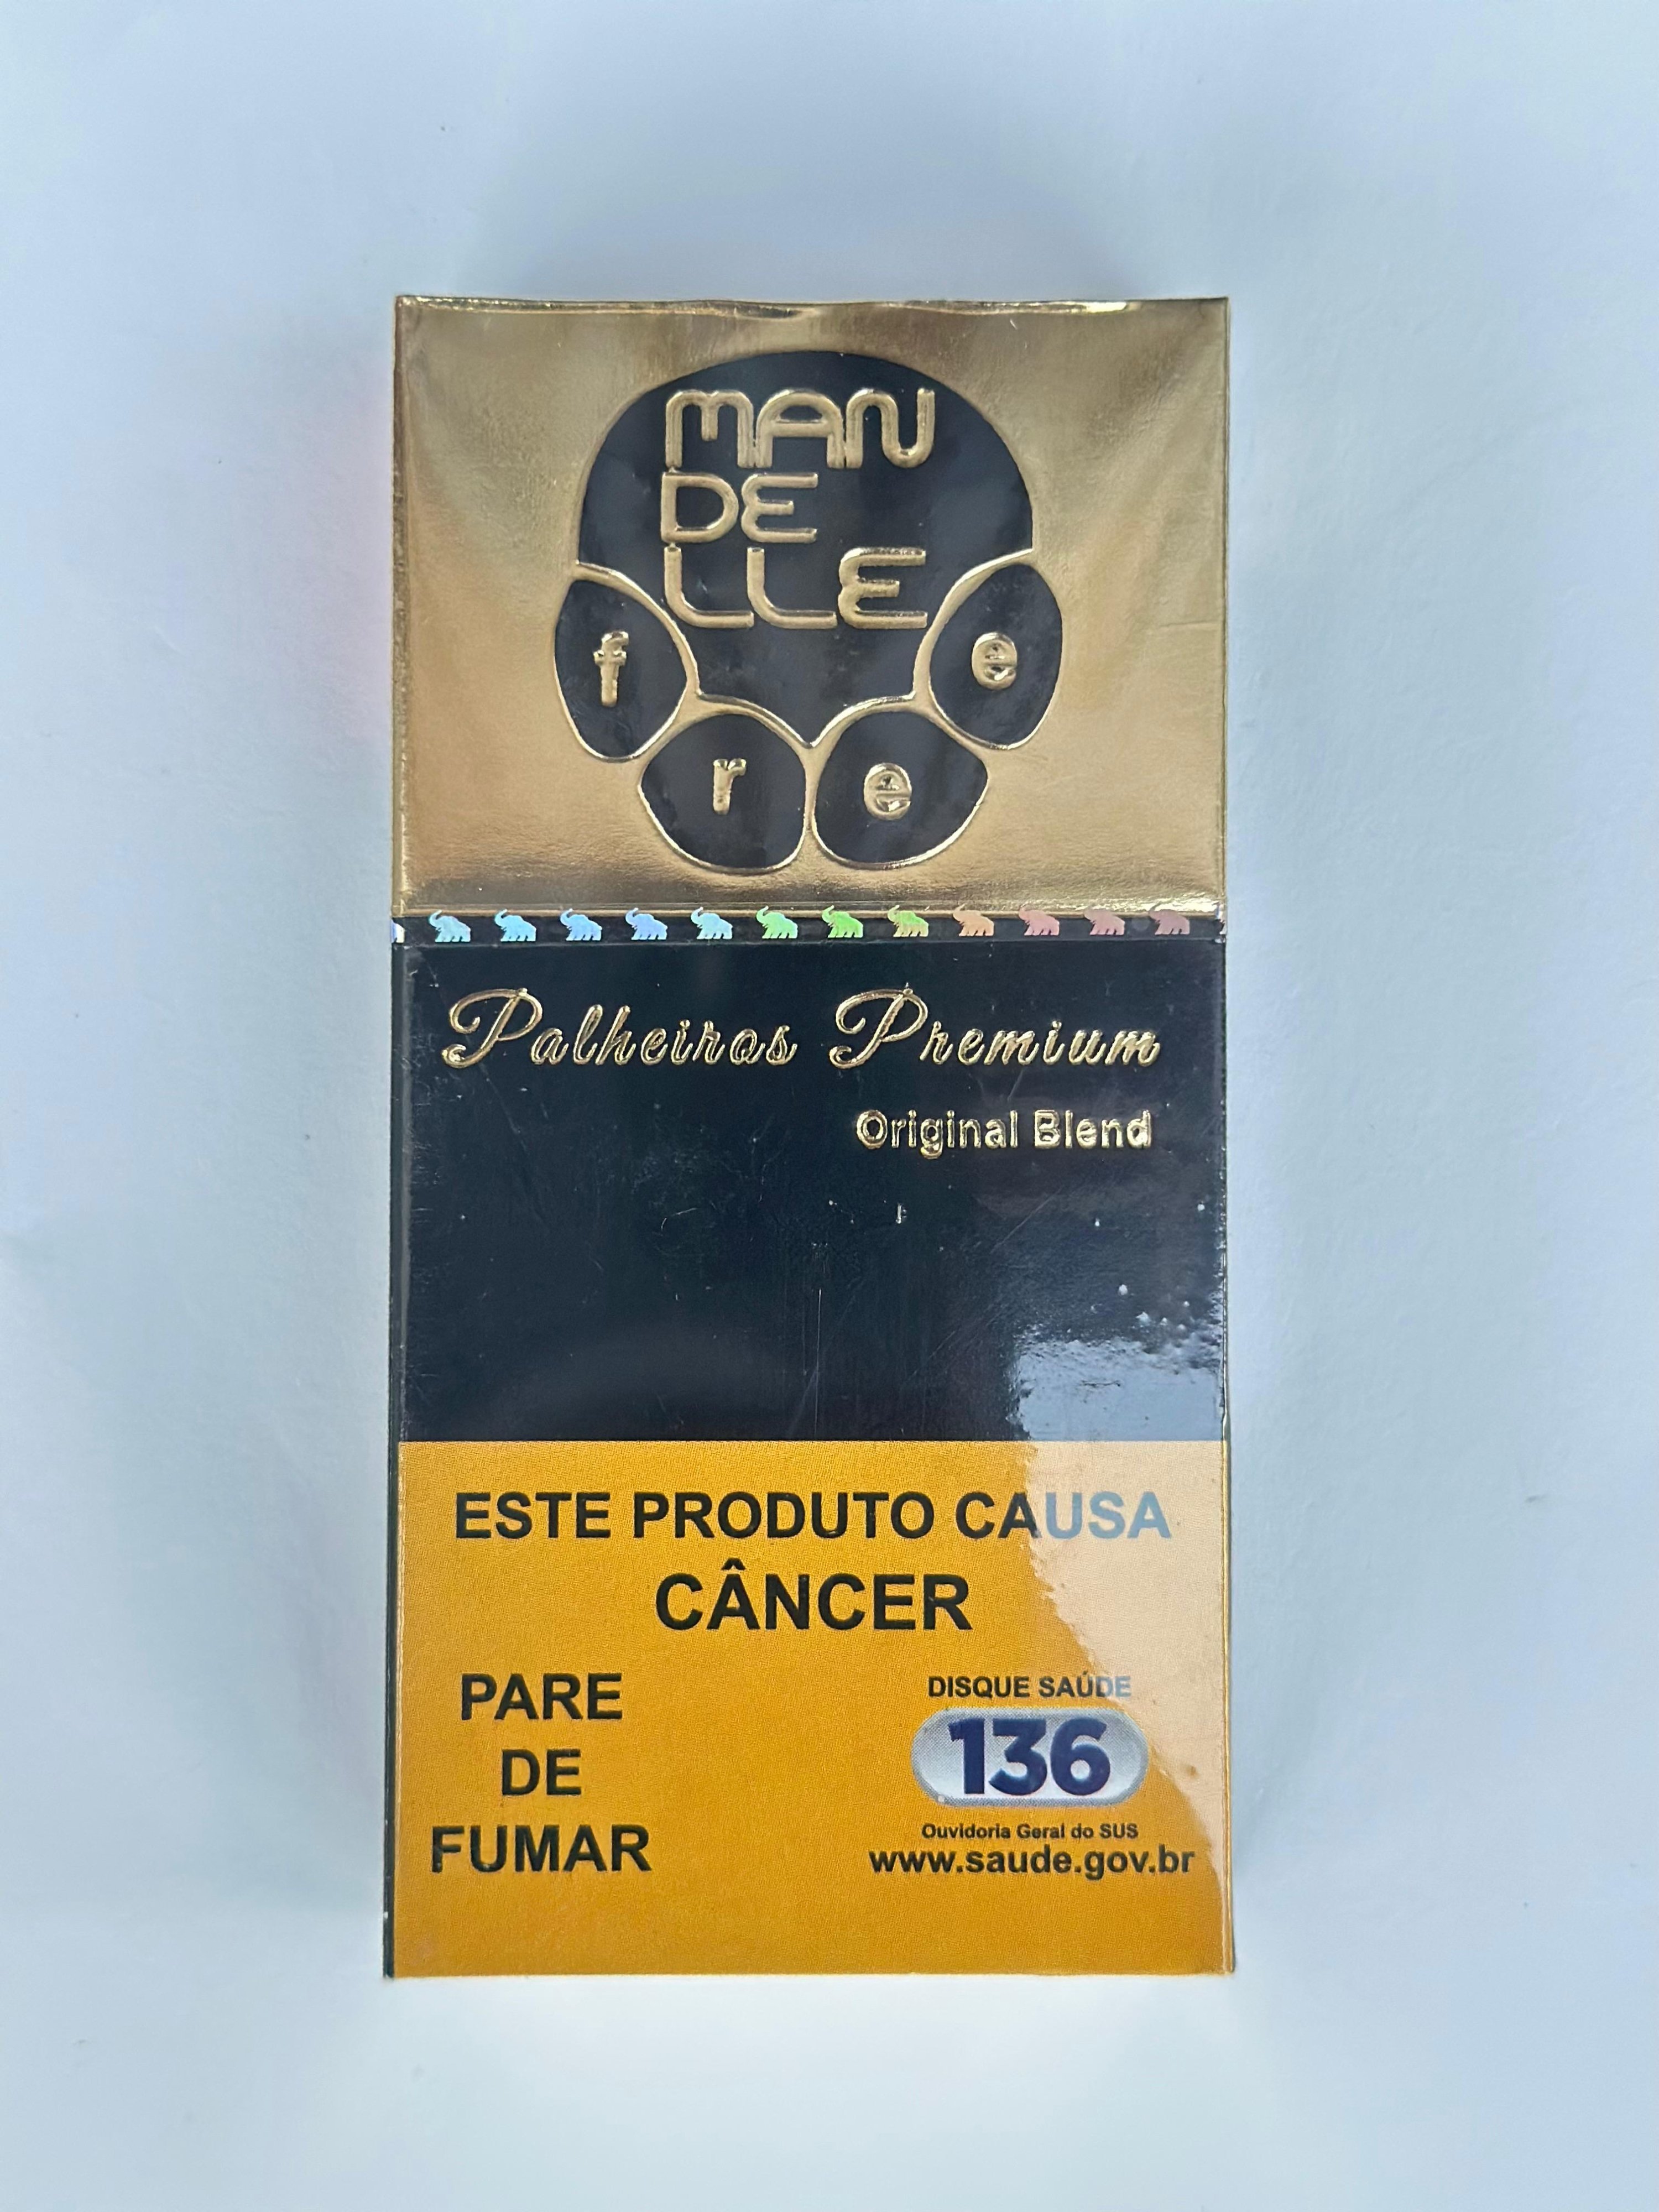 MAN
DE
LLE
f r e e
Palheiros Premium
Original Blend
ESTE PRODUTO CAUSA
CÂNCER
PARE
DE
FUMAR
DISQUE SAÚDE
136
Ouvidoria Geral do SUS
www.saude.gov.br